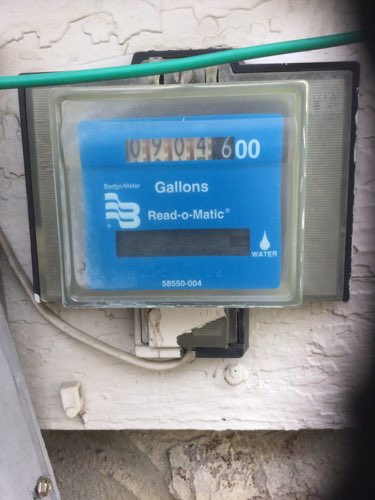 0904600
BadgerMeter
Gallons
Read-o-Matic®
WATER
58550-004